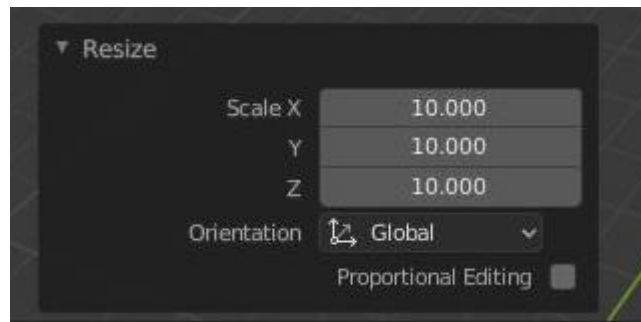 Resize
Scale X 10.000
Y 10.000
Z 10.000
Orientation Global
Proportional Editing